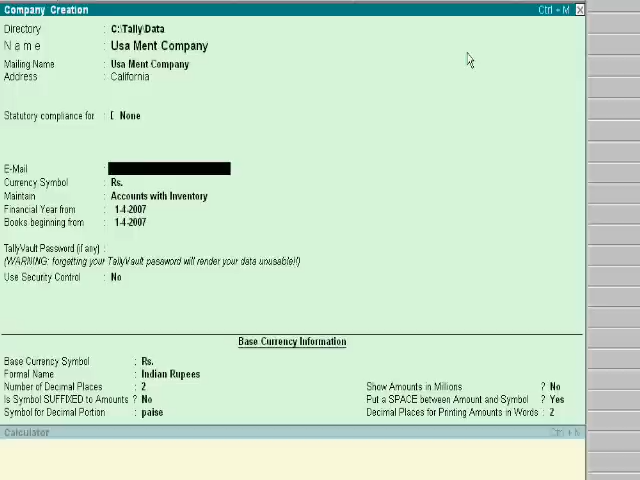 Company Creation Ctrl + M X
Directory : C:\Tally\Data
Name : Usa Ment Company
Mailing Name : Usa Ment Company
Address : California
Statutory compliance for : [ None
E-Mail :
Currency Symbol : Rs.
Maintain : Accounts with Inventory
Financial Year from : 1-4-2007
Books beginning from : 1-4-2007
TallyVault Password (if any) :
(WARNING: forgetting your TallyVault password will render your data unusable!!)
Use Security Control : No
Base Currency Information
Base Currency Symbol : Rs.
Formal Name : Indian Rupees
Number of Decimal Places : 2 Show Amounts in Millions ? No
Is Symbol SUFFIXED to Amounts ? No Put a SPACE between Amount and Symbol ? Yes
Symbol for Decimal Portion : paise Decimal Places for Printing Amounts in Words : 2
Calculator Ctrl + N